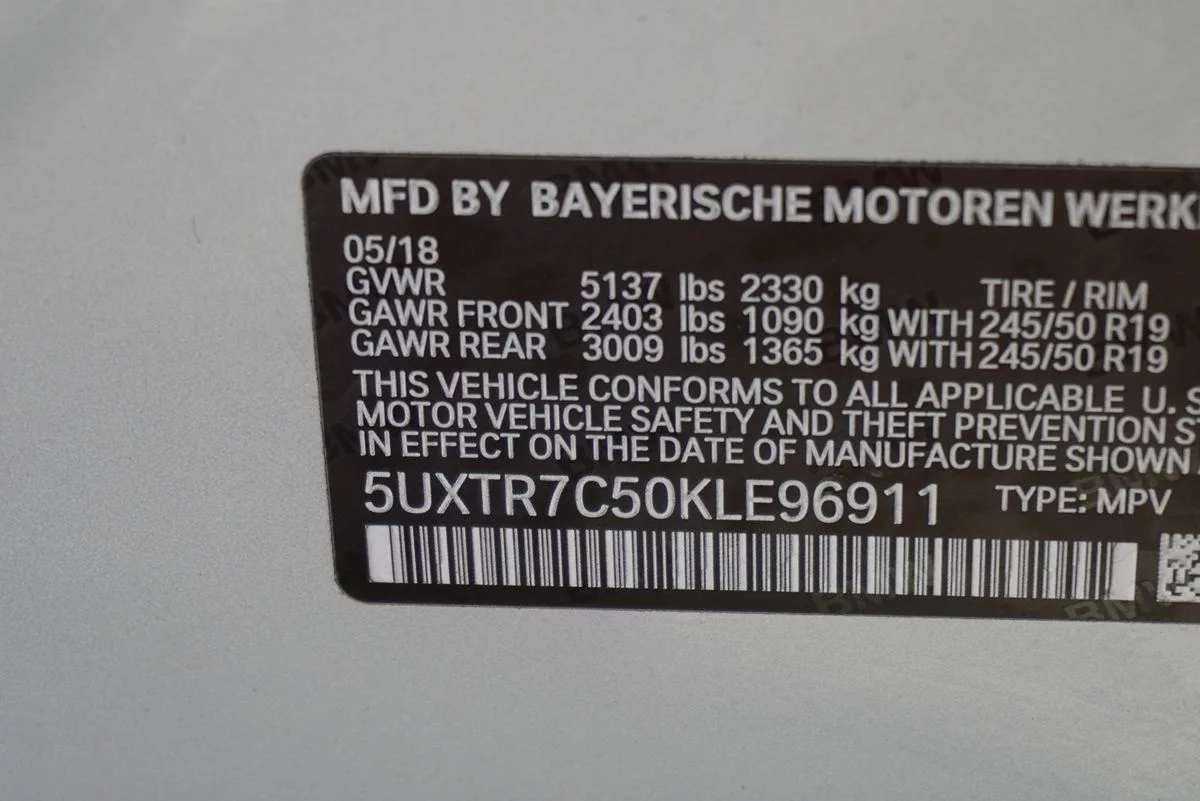 MFD BY BAYERISCHE MOTOREN WERK
05/18
GVWR 5137 lbs 2330 kg TIRE / RIM
GAWR FRONT 2403 lbs 1090 kg WITH 245/50 R19
GAWR REAR 3009 lbs 1365 kg WITH 245/50 R19
THIS VEHICLE CONFORMS TO ALL APPLICABLE U.S
MOTOR VEHICLE SAFETY AND THEFT PREVENTION ST
IN EFFECT ON THE DATE OF MANUFACTURE SHOWN
5UXTR7C50KLE96911 TYPE: MPV